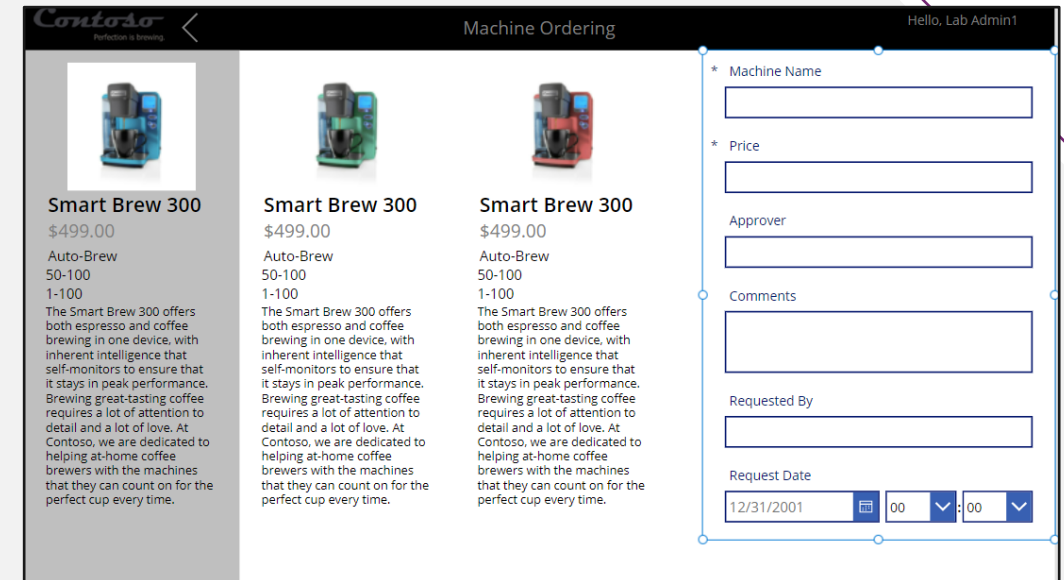 Contoso
Perfection is brewing.
Machine Ordering
Hello, Lab Admin1
Smart Brew 300
$499.00
Auto-Brew
50-100
1-100
The Smart Brew 300 offers
both espresso and coffee
brewing in one device, with
inherent intelligence that
self-monitors to ensure that
it stays in peak performance.
Brewing great-tasting coffee
requires a lot of attention to
detail and a lot of love. At
Contoso, we are dedicated to
helping at-home coffee
brewers with the machines
that they can count on for the
perfect cup every time.
Smart Brew 300
$499.00
Auto-Brew
50-100
1-100
The Smart Brew 300 offers
both espresso and coffee
brewing in one device, with
inherent intelligence that
self-monitors to ensure that
it stays in peak performance.
Brewing great-tasting coffee
requires a lot of attention to
detail and a lot of love. At
Contoso, we are dedicated to
helping at-home coffee
brewers with the machines
that they can count on for the
perfect cup every time.
Smart Brew 300
$499.00
Auto-Brew
50-100
1-100
The Smart Brew 300 offers
both espresso and coffee
brewing in one device, with
inherent intelligence that
self-monitors to ensure that
it stays in peak performance.
Brewing great-tasting coffee
requires a lot of attention to
detail and a lot of love. At
Contoso, we are dedicated to
helping at-home coffee
brewers with the machines
that they can count on for the
perfect cup every time.
* Machine Name
* Price
Approver
Comments
Requested By
Request Date
12/31/2001 00 : 00